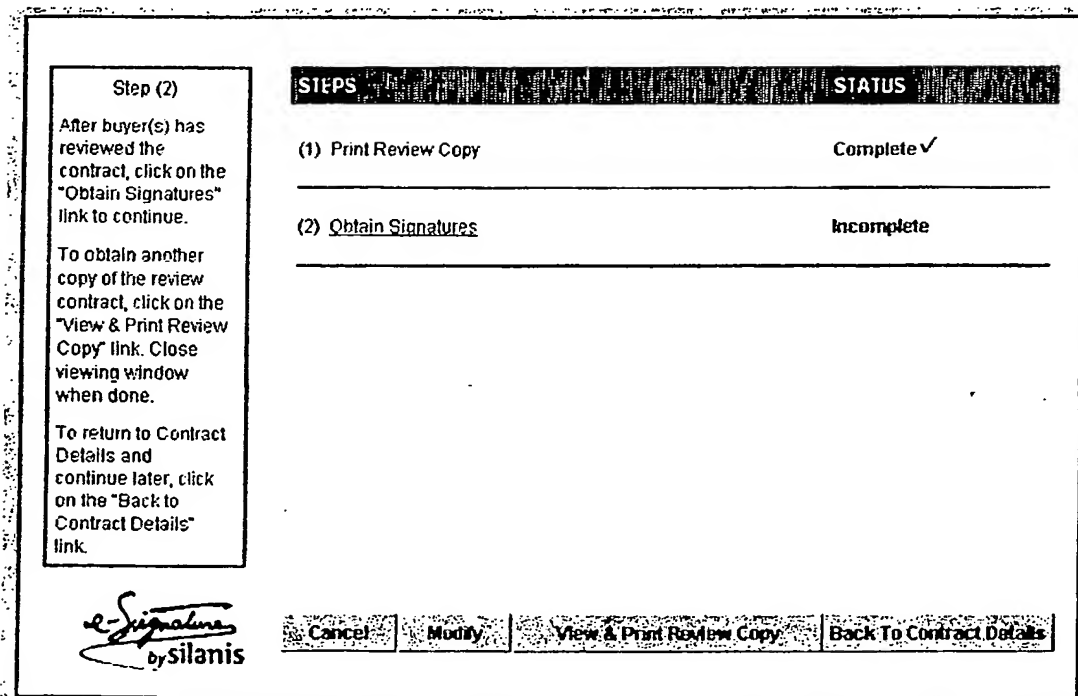 Step (2)
After buyer(s) has
reviewed the
contract, click on the
"Obtain Signatures"
link to continue.
To obtain another
copy of the review
contract, click on the
"View & Print Review
Copy" link. Close
viewing window
when done.
To return to Contract
Details and
continue later, click
on the "Back to
Contract Details"
link.
STEPS STATUS
(1) Print Review Copy Complete ✓
(2) Obtain Signatures Incomplete
e-Signatures
by silanis
Cancel Modify View & Print Review Copy Back To Contract Details